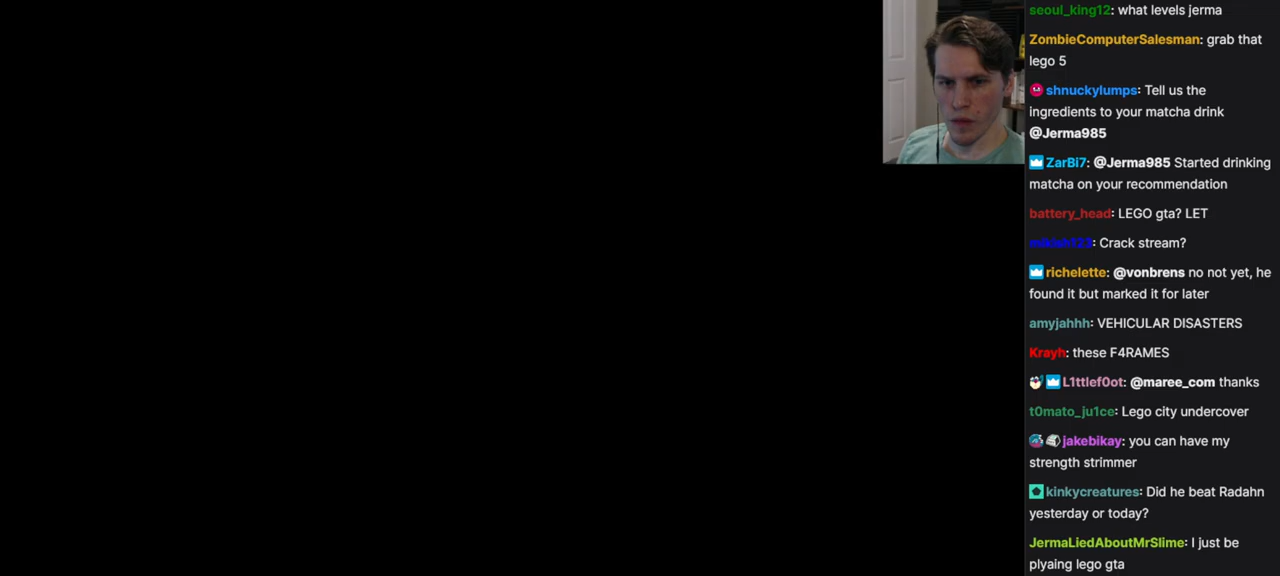 seoul_king12: what levels jerma
ZombieComputerSalesman: grab that
lego 5
shnuckylumps: Tell us the
ingredients to your matcha drink
@Jerma985
ZarBi7: @Jerma985 Started drinking
matcha on your recommendation
battery_head: LEGO gta? LET
mikiah123: Crack stream?
richelette: @vonbrens no not yet, he
found it but marked it for later
amyjahhh: VEHICULAR DISASTERS
Krayh: these F4RAMES
L1ttlef0ot: @maree_com thanks
t0mato_ju1ce: Lego city undercover
jakebikay: you can have my
strength strimmer
kinkycreatures: Did he beat Radahn
yesterday or today?
JermaLiedAboutMrSlime: I just be
plyaing lego gta